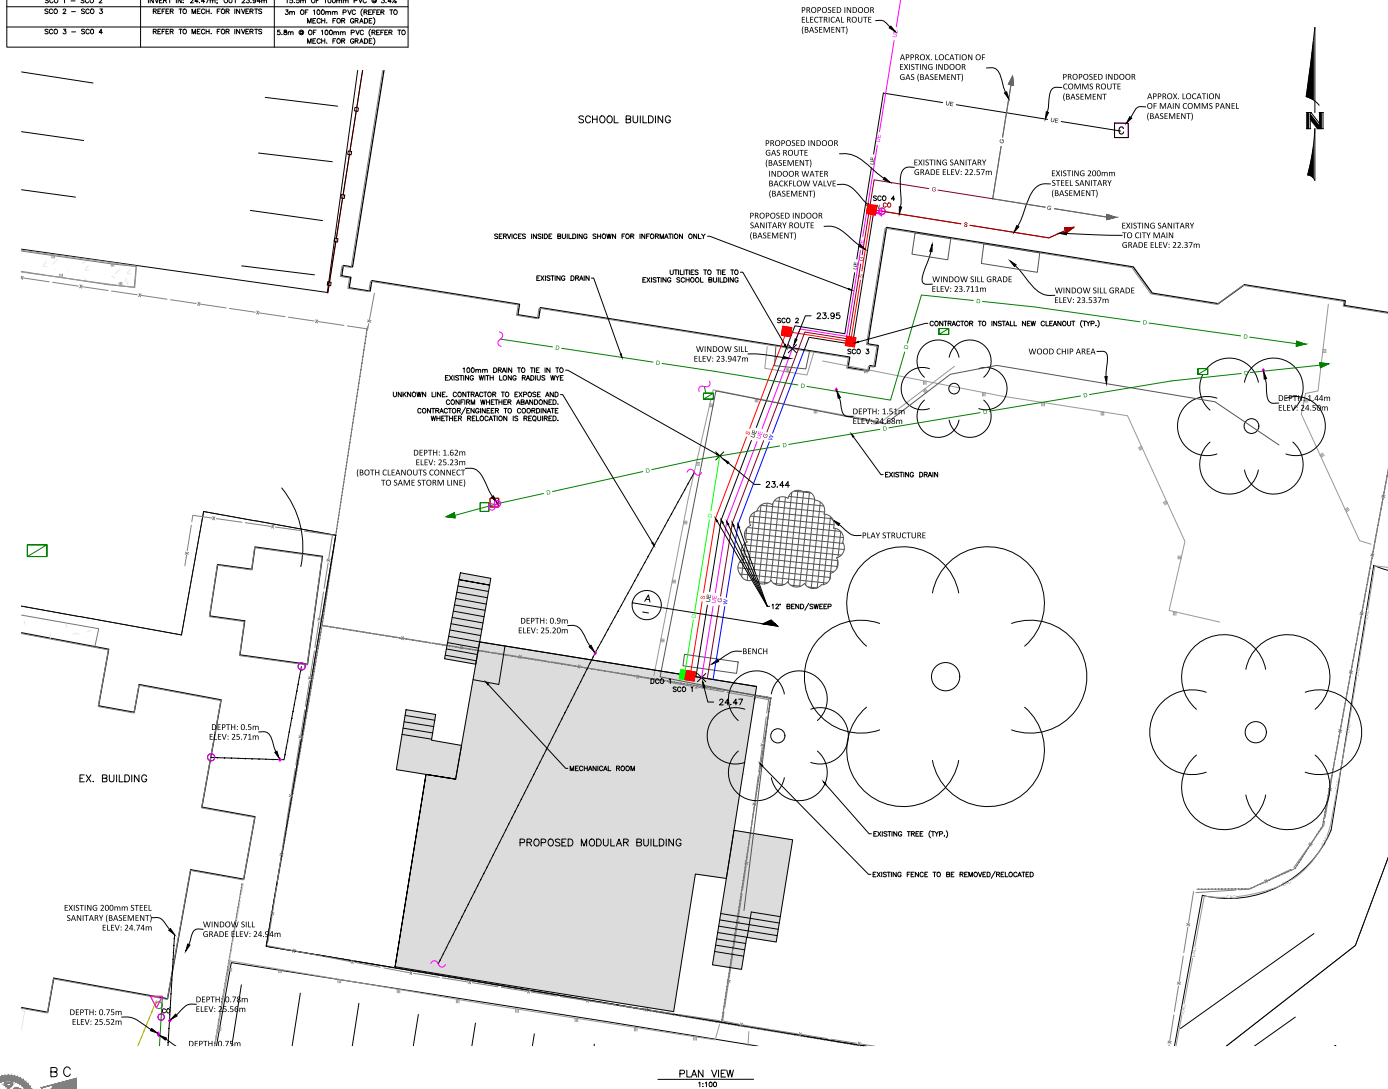 SCO 1 - SCO 2
INVERT IN: 24.47m; OUT 23.94m
15.5m OF 100mm PVC @ 3.4%
SCO 2 - SCO 3
REFER TO MECH. FOR INVERTS
3m OF 100mm PVC (REFER TO
MECH. FOR GRADE)
SCO 3 - SCO 4
REFER TO MECH. FOR INVERTS
5.8m @ OF 100mm PVC (REFER TO
MECH. FOR GRADE)
PROPOSED INDOOR
ELECTRICAL ROUTE
(BASEMENT)
APPROX. LOCATION OF
EXISTING INDOOR
GAS (BASEMENT)
PROPOSED INDOOR
COMMS ROUTE
(BASEMENT
APPROX. LOCATION
OF MAIN COMMS PANEL
(BASEMENT)
C
N
SCHOOL BUILDING
PROPOSED INDOOR
GAS ROUTE
(BASEMENT)
INDOOR WATER
BACKFLOW VALVE
(BASEMENT)
EXISTING SANITARY
GRADE ELEV: 22.57m
EXISTING 200mm
STEEL SANITARY
(BASEMENT)
SCO 4
CO
PROPOSED INDOOR
SANITARY ROUTE
(BASEMENT)
EXISTING SANITARY
TO CITY MAIN
GRADE ELEV: 22.37m
SERVICES INSIDE BUILDING SHOWN FOR INFORMATION ONLY
UTILITIES TO TIE TO
EXISTING SCHOOL BUILDING
EXISTING DRAIN
WINDOW SILL GRADE
ELEV: 23.711m
WINDOW SILL GRADE
ELEV: 23.537m
SCO 2
23.95
CONTRACTOR TO INSTALL NEW CLEANOUT (TYP.)
SCO 3
WINDOW SILL
ELEV: 23.947m
WOOD CHIP AREA
100mm DRAIN TO TIE IN TO
EXISTING WITH LONG RADIUS WYE
UNKNOWN LINE. CONTRACTOR TO EXPOSE AND
CONFIRM WHETHER ABANDONED.
CONTRACTOR/ENGINEER TO COORDINATE
WHETHER RELOCATION IS REQUIRED.
DEPTH: 1.51m
ELEV: 24.68m
DEPTH: 1.44m
ELEV: 24.50m
DEPTH: 1.62m
ELEV: 25.23m
(BOTH CLEANOUTS CONNECT
TO SAME STORM LINE)
EXISTING DRAIN
23.44
PLAY STRUCTURE
12° BEND/SWEEP
A
DEPTH: 0.9m
ELEV: 25.20m
BENCH
DCO 1
SCO 1
24.47
DEPTH: 0.5m
ELEV: 25.71m
MECHANICAL ROOM
EX. BUILDING
PROPOSED MODULAR BUILDING
EXISTING TREE (TYP.)
EXISTING FENCE TO BE REMOVED/RELOCATED
EXISTING 200mm STEEL
SANITARY (BASEMENT)
ELEV: 24.74m
WINDOW SILL
GRADE ELEV: 24.94m
DEPTH: 0.78m
ELEV: 25.56m
DEPTH: 0.75m
ELEV: 25.52m
CO
BC
PLAN VIEW
1:100